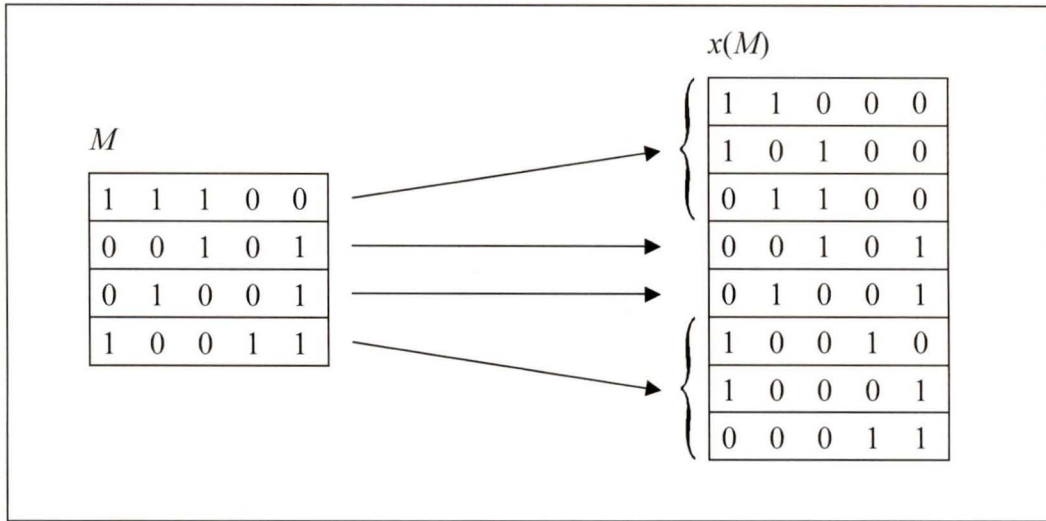 M
1 1 1 0 0
0 0 1 0 1
0 1 0 0 1
1 0 0 1 1
x(M)
1 1 0 0 0
1 0 1 0 0
0 1 1 0 0
0 0 1 0 1
0 1 0 0 1
1 0 0 1 0
1 0 0 0 1
0 0 0 1 1